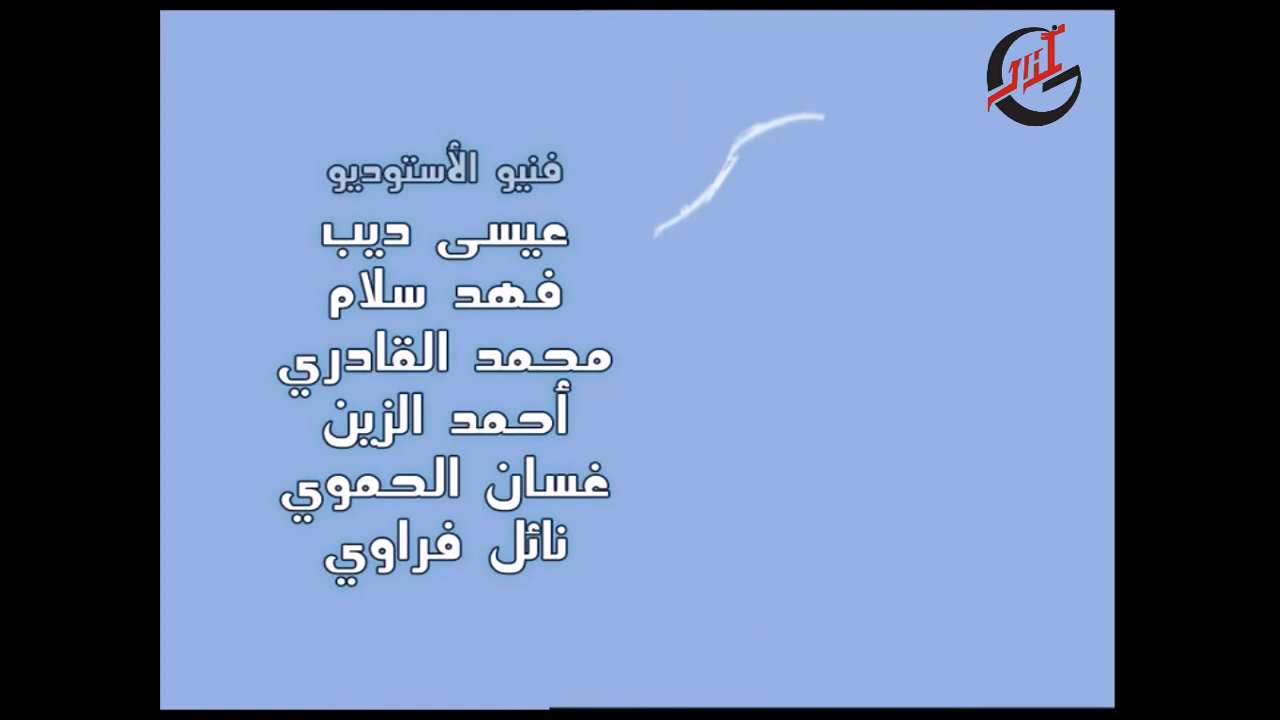 فنيو الأستوديو
عيسى ديب
فهد سلام
محمد القادري
أحمد الزين
غسان الحموي
نائل فراوي